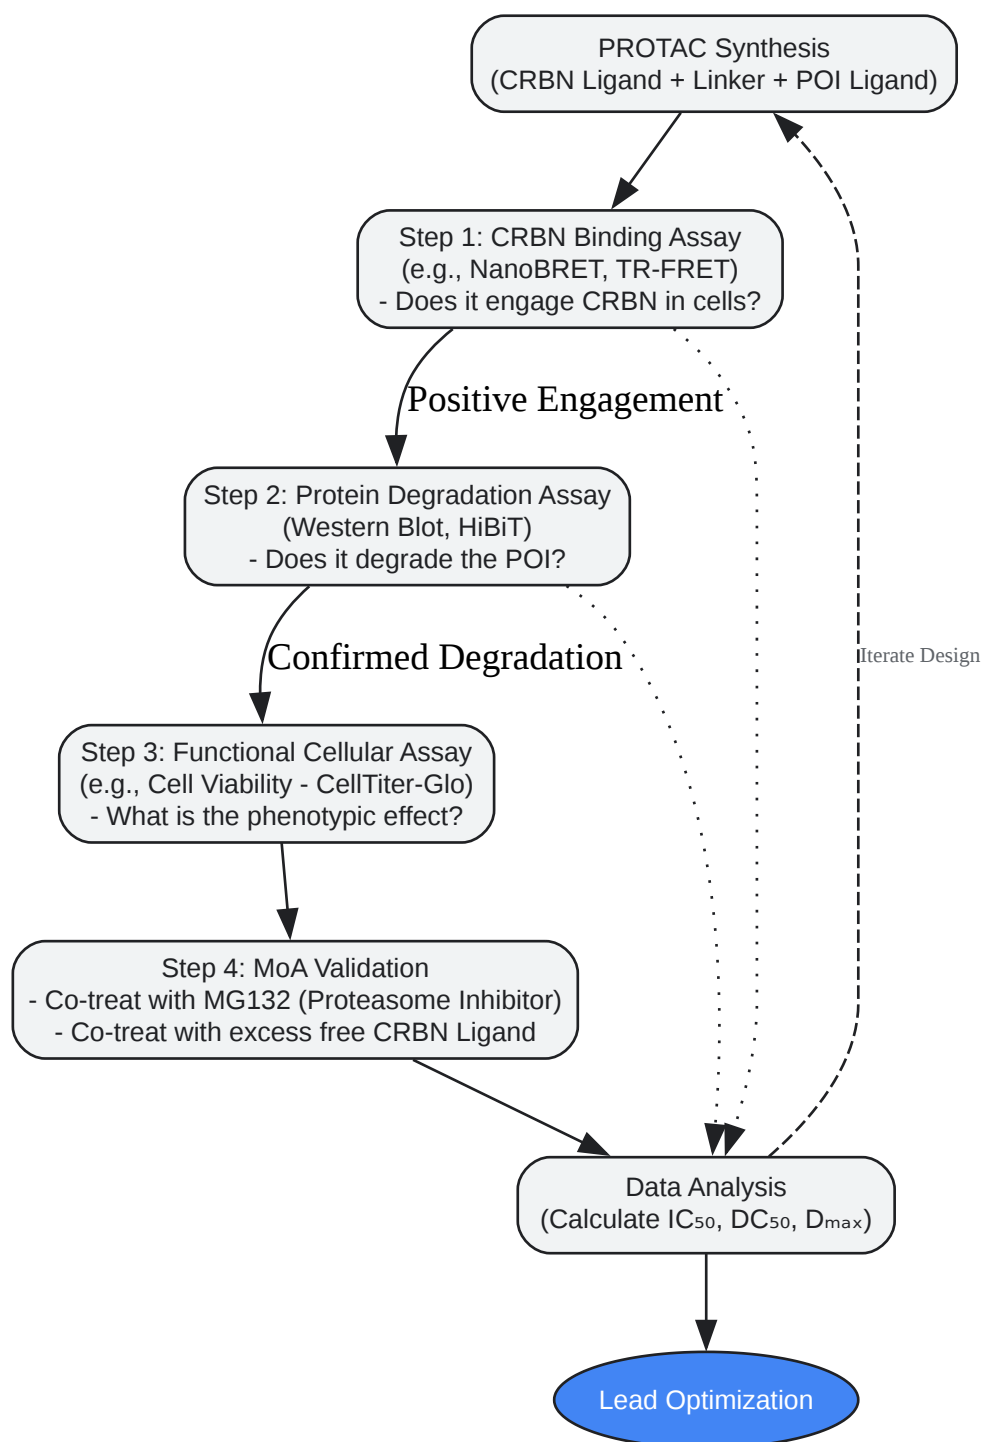 PROTAC Synthesis
(CRBN Ligand + Linker + POI Ligand)
Step 1: CRBN Binding Assay
(e.g., NanoBRET, TR-FRET)
- Does it engage CRBN in cells?
Positive Engagement
Step 2: Protein Degradation Assay
(Western Blot, HiBiT)
- Does it degrade the POI?
Confirmed Degradation
Iterate Design
Step 3: Functional Cellular Assay
(e.g., Cell Viability - CellTiter-Glo)
- What is the phenotypic effect?
Step 4: MoA Validation
- Co-treat with MG132 (Proteasome Inhibitor)
- Co-treat with excess free CRBN Ligand
Data Analysis
(Calculate IC₅₀, DC₅₀, Dₘₐₓ)
Lead Optimization